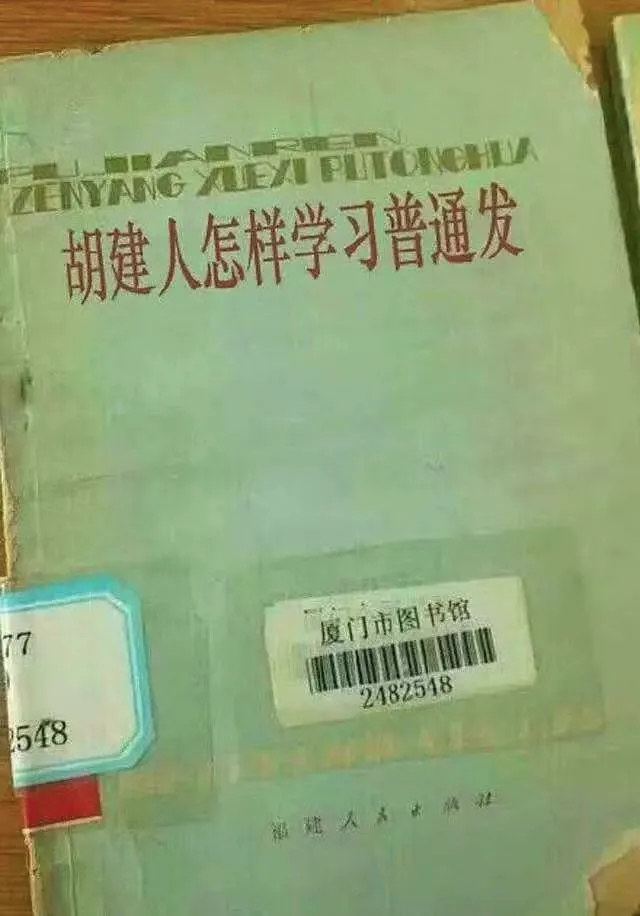 FUJIANREN
ZENYANG XUEXI PUTONGHUA
胡建人怎样学习普通发
厦门市图书馆
2482548
77
2548
福建人民出版社